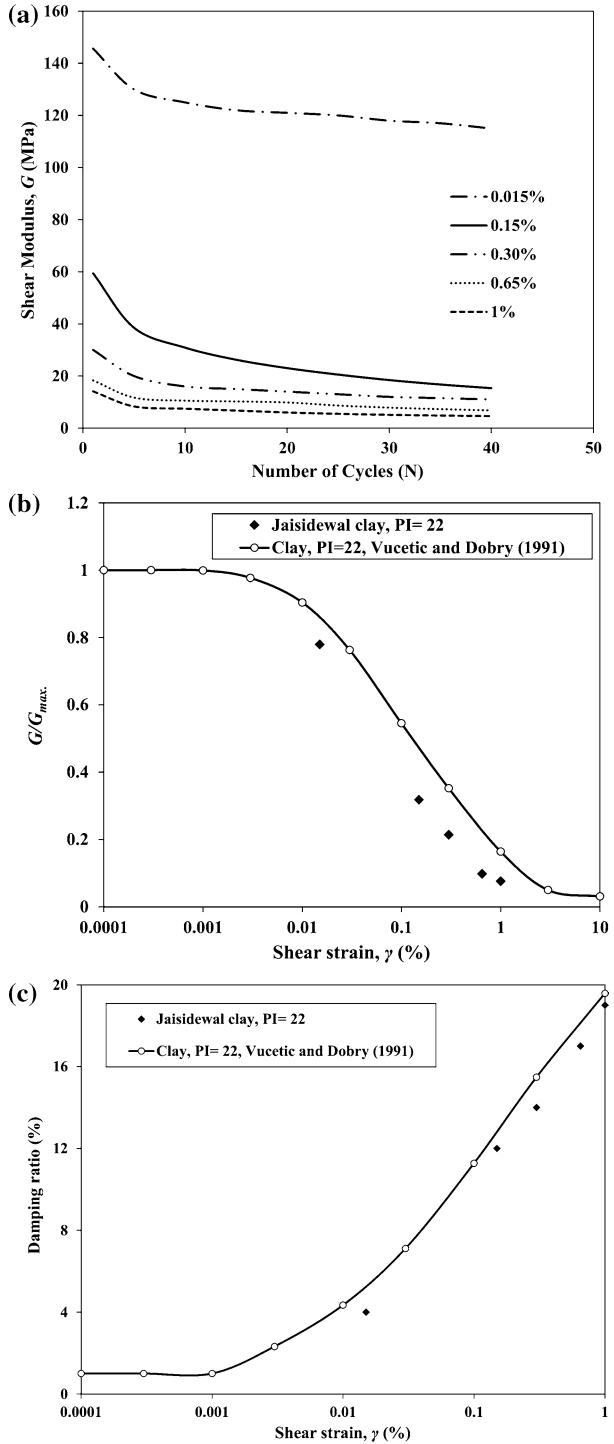 (a)
160
140
120
100
80
60
40
20
0
Shear Modulus, G (MPa)
0.015%
0.15%
0.30%
0.65%
1%
0 10 20 30 40 50
Number of Cycles (N)
(b)
1.2
1
0.8
0.6
0.4
0.2
0
G/Gmax.
Jaisidewal clay, PI= 22
Clay, PI=22, Vucetic and Dobry (1991)
0.0001 0.001 0.01 0.1 1 10
Shear strain, γ (%)
(c)
20
16
12
8
4
0
Damping ratio (%)
Jaisidewal clay, PI= 22
Clay, PI= 22, Vucetic and Dobry (1991)
0.0001 0.001 0.01 0.1 1
Shear strain, γ (%)